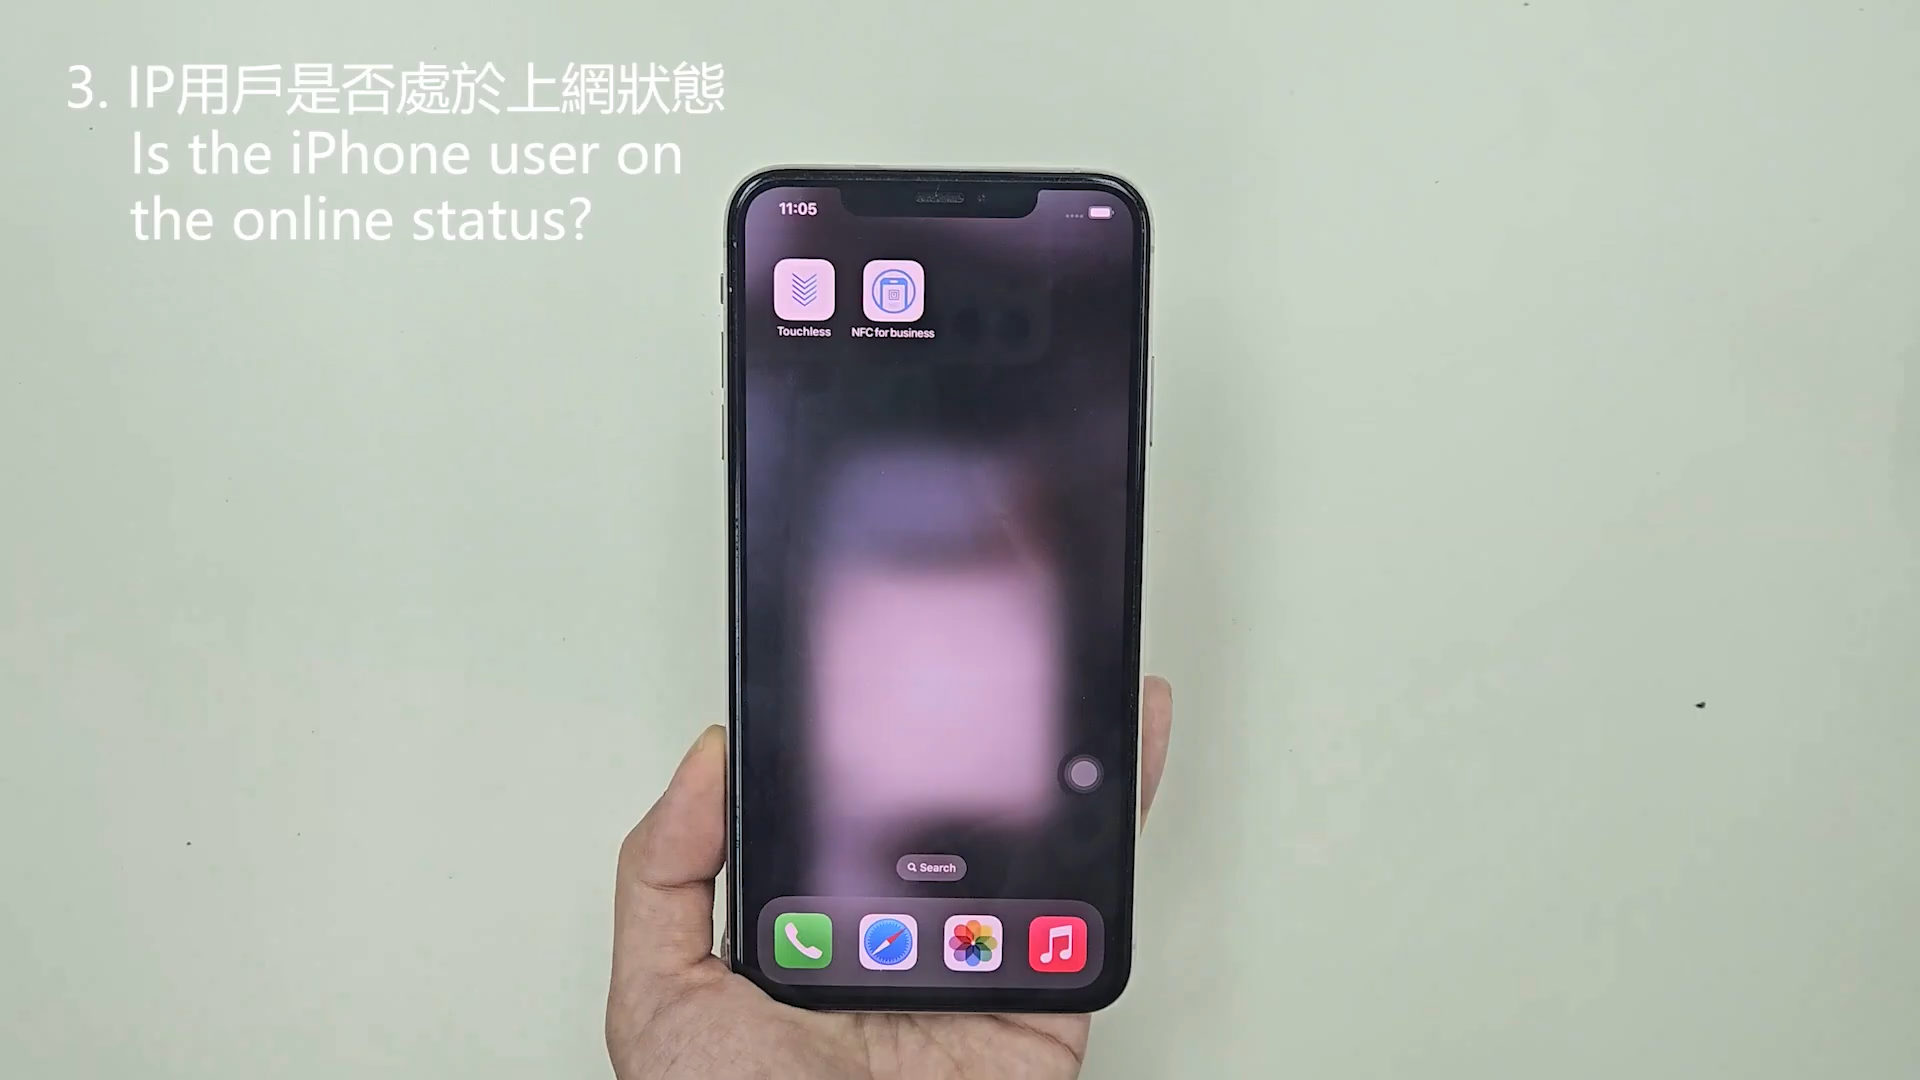 3. IP用戶是否處於上網狀態
Is the iPhone user on
the online status?
11:05
Touchless
NFC for business
Search